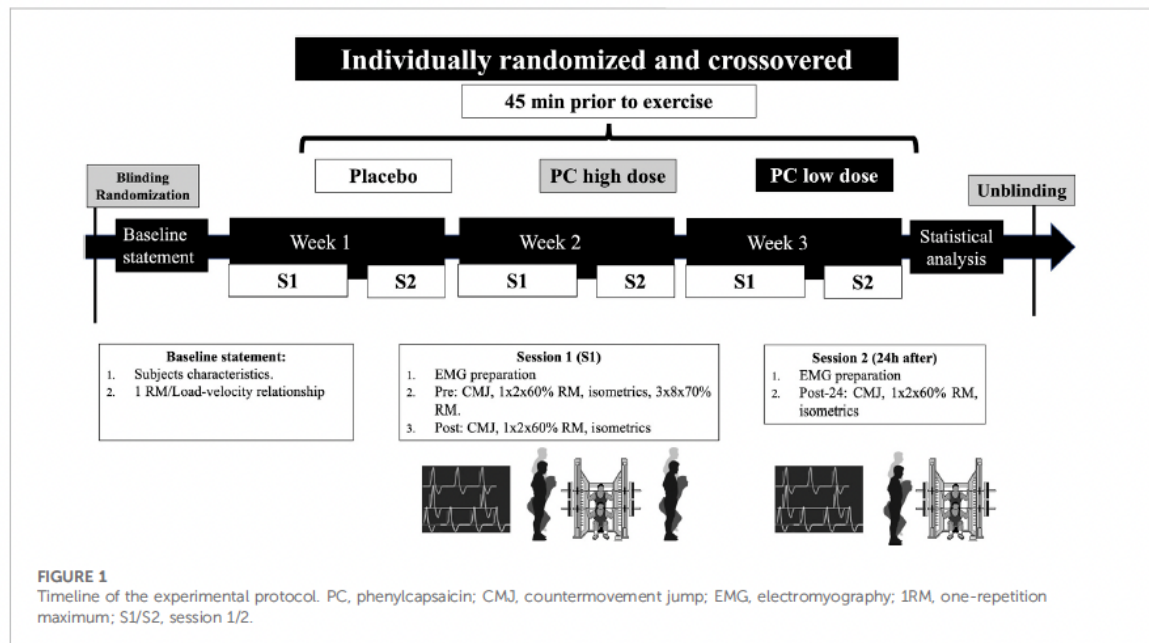 Individually randomized and crossovered
45 min prior to exercise
Blinding
Randomization
Placebo
PC high dose
PC low dose
Unblinding
Baseline
statement
Week 1
Week 2
Week 3
Statistical
analysis
S1
S2
S1
S2
S1
S2
Baseline statement:
1. Subjects characteristics.
2. 1 RM/Load-velocity relationship
Session 1 (S1)
1. EMG preparation
2. Pre: CMJ, 1x2x60% RM, isometrics, 3x8x70%
RM.
3. Post: CMJ, 1x2x60% RM, isometrics
Session 2 (24h after)
1. EMG preparation
2. Post-24: CMJ, 1x2x60% RM,
isometrics
FIGURE 1
Timeline of the experimental protocol. PC, phenylcapsaicin; CMJ, countermovement jump; EMG, electromyography; 1RM, one-repetition
maximum; S1/S2, session 1/2.